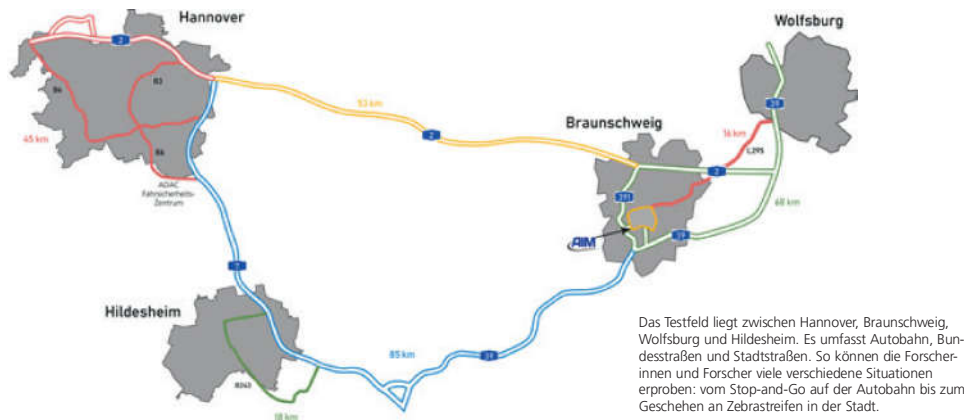 Hannover
Wolfsburg
2
B6
B3
45 km
B6
ADAC
Fahrsicherheits-
Zentrum
53 km
2
Braunschweig
39
16 km
L295
2
391
68 km
39
AIM
7
Hildesheim
85 km
39
B243
18 km
Das Testfeld liegt zwischen Hannover, Braunschweig,
Wolfsburg und Hildesheim. Es umfasst Autobahn, Bun-
desstraßen und Stadtstraßen. So können die Forscher-
innen und Forscher viele verschiedene Situationen
erproben: vom Stop-and-Go auf der Autobahn bis zum
Geschehen an Zebrastreifen in der Stadt.